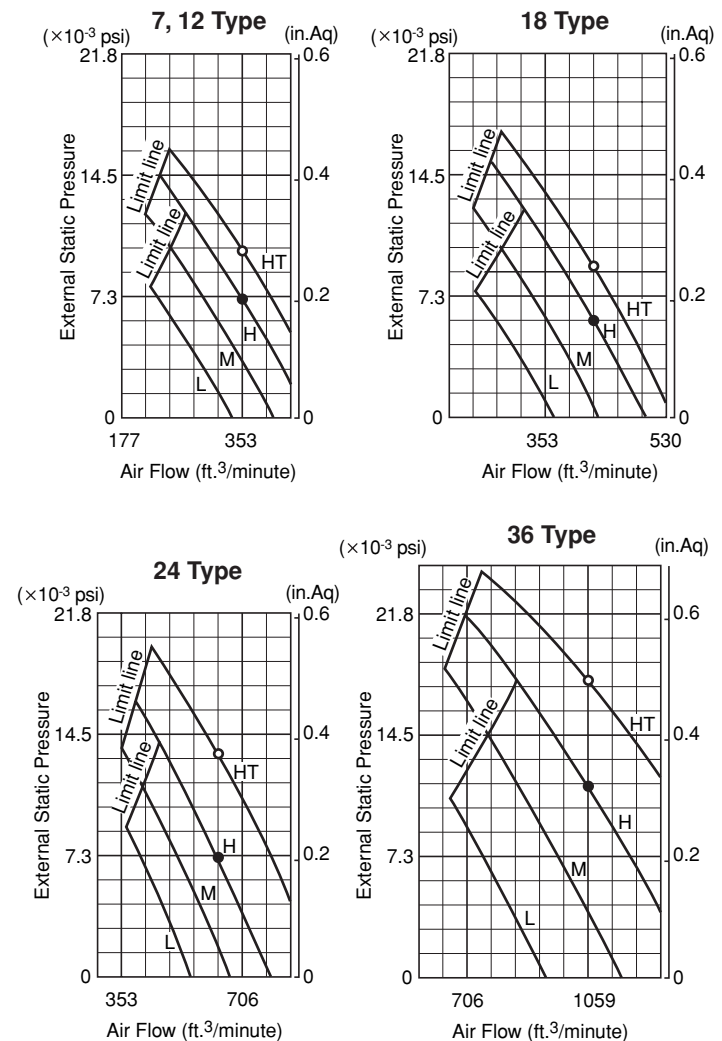 7, 12 Type
(×10-3 psi)
(in.Aq)
21.8
14.5
7.3
0
0.6
0.4
0.2
0
External Static Pressure
Limit line
Limit line
HT
H
M
L
177
353
Air Flow (ft.3/minute)
18 Type
(×10-3 psi)
(in.Aq)
21.8
14.5
7.3
0
0.6
0.4
0.2
0
External Static Pressure
Limit line
Limit line
HT
H
M
L
353
530
Air Flow (ft.3/minute)
24 Type
(×10-3 psi)
(in.Aq)
21.8
14.5
7.3
0
0.6
0.4
0.2
0
External Static Pressure
Limit line
Limit line
HT
H
M
L
353
706
Air Flow (ft.3/minute)
36 Type
(×10-3 psi)
(in.Aq)
21.8
14.5
7.3
0
0.6
0.4
0.2
0
External Static Pressure
Limit line
Limit line
HT
H
M
L
706
1059
Air Flow (ft.3/minute)